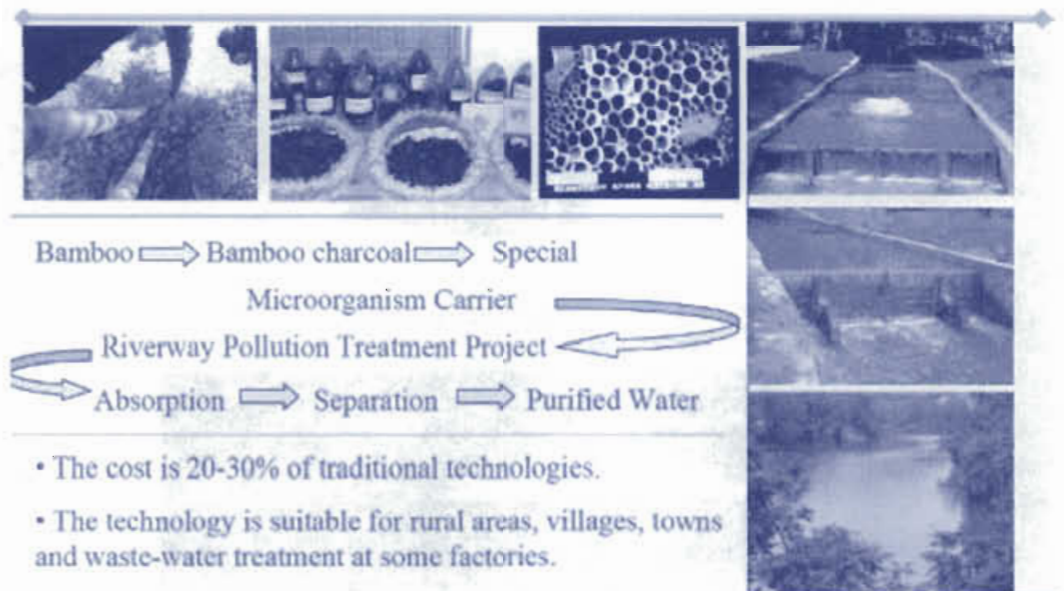 Bamboo Bamboo charcoal Special
Microorganism Carrier
Riverway Pollution Treatment Project
Absorption Separation Purified Water
• The cost is 20-30% of traditional technologies.
• The technology is suitable for rural areas, villages, towns
and waste-water treatment at some factories.